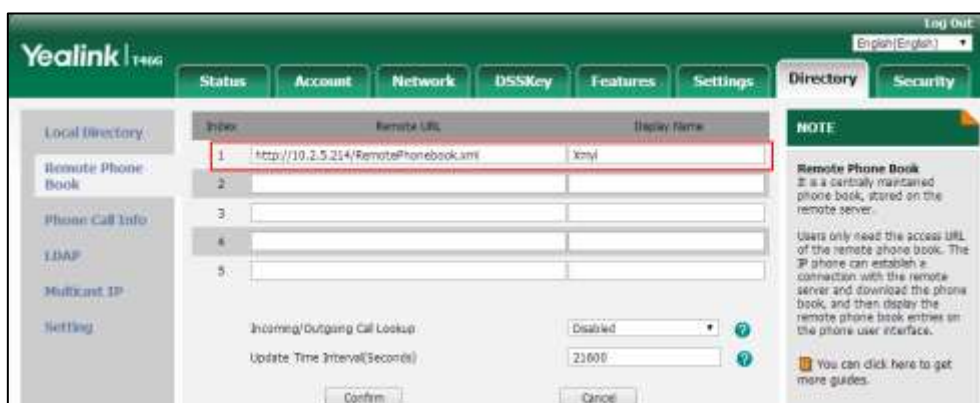 Log Out
Yealink T46G
English(English)
Status Account Network DSSKey Features Settings Directory Security
Local Directory
Remote Phone Book
Phone Call Info
LDAP
Multicast IP
Setting
Index Remote URL Display Name
1 http://10.2.5.214/RemotePhonebook.xml Xmyl
2
3
4
5
Incoming/Outgoing Call Lookup Disabled
Update Time Interval(Seconds) 21600
Confirm Cancel
NOTE
Remote Phone Book
It is a centrally maintained
phone book, stored on the
remote server.
Users only need the access URL
of the remote phone book. The
IP phone can establish a
connection with the remote
server and download the phone
book, and then display the
remote phone book entries on
the phone user interface.
You can click here to get
more guides.